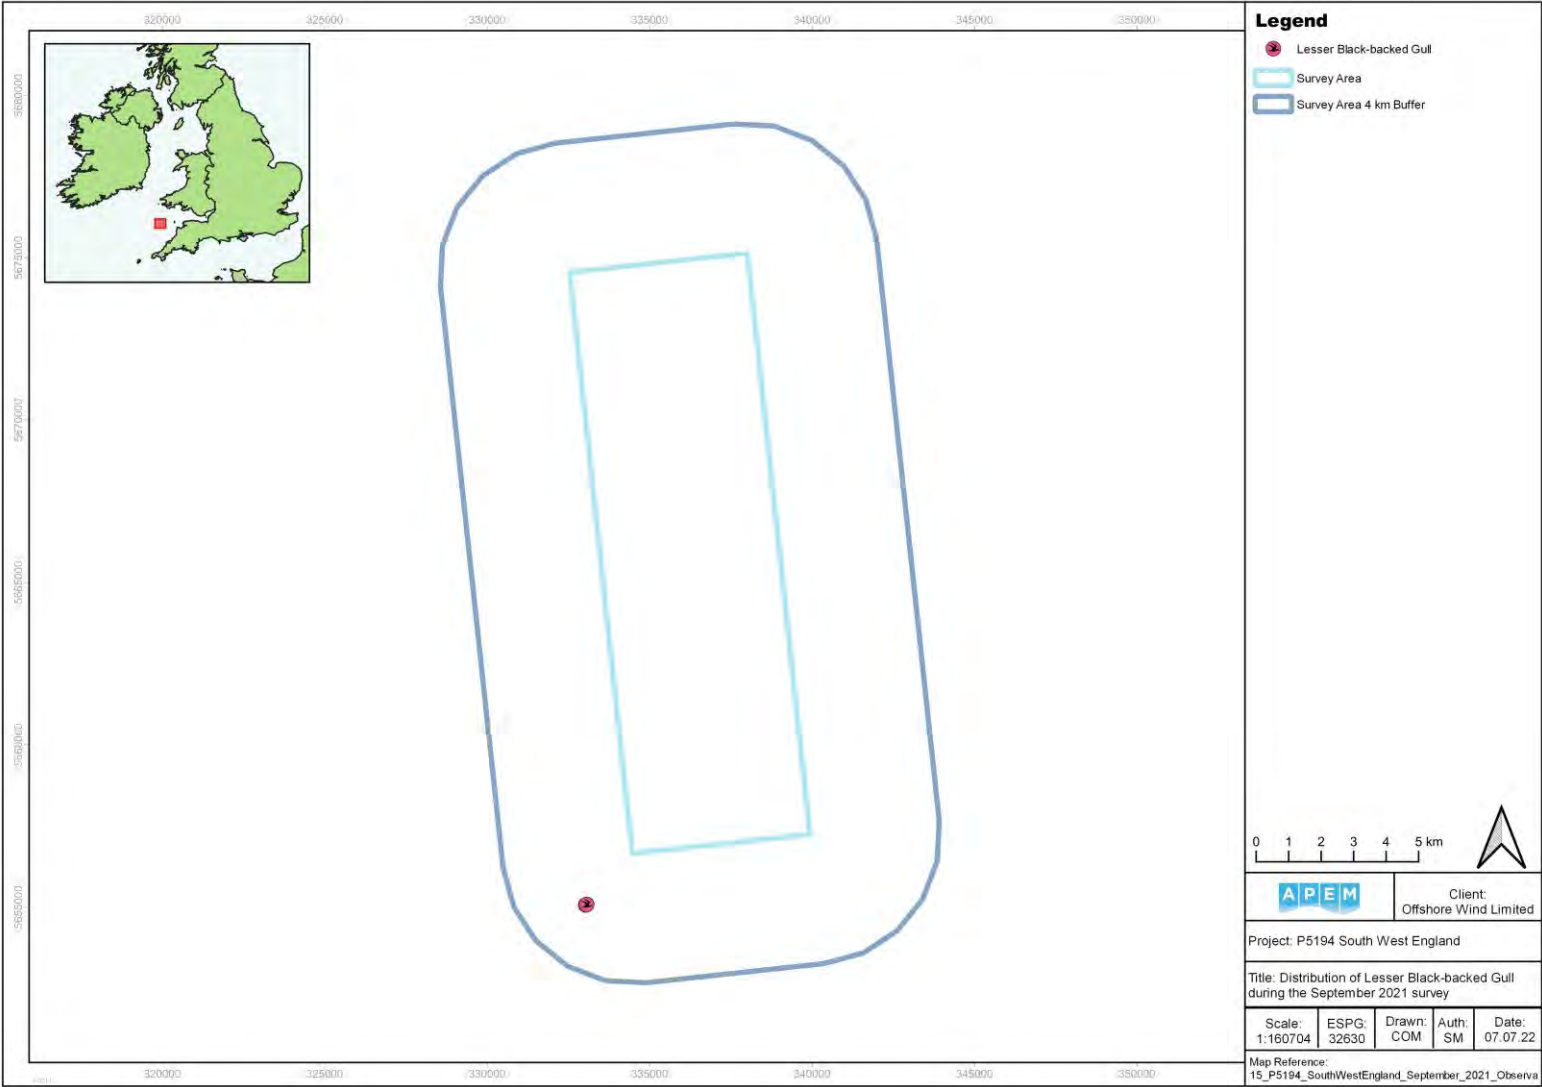 320000 325000 330000 335000 340000 345000 350000
5680000
5675000
5670000
5665000
5660000
5655000
320000 325000 330000 335000 340000 345000 350000
Legend
Lesser Black-backed Gull
Survey Area
Survey Area 4 km Buffer
0 1 2 3 4 5 km
APEM
Client:
Offshore Wind Limited
Project: P5194 South West England
Title: Distribution of Lesser Black-backed Gull
during the September 2021 survey
Scale: ESPG: Drawn: Auth: Date:
1:160704 32630 COM SM 07.07.22
Map Reference:
15_P5194_SouthWestEngland_September_2021_Observa